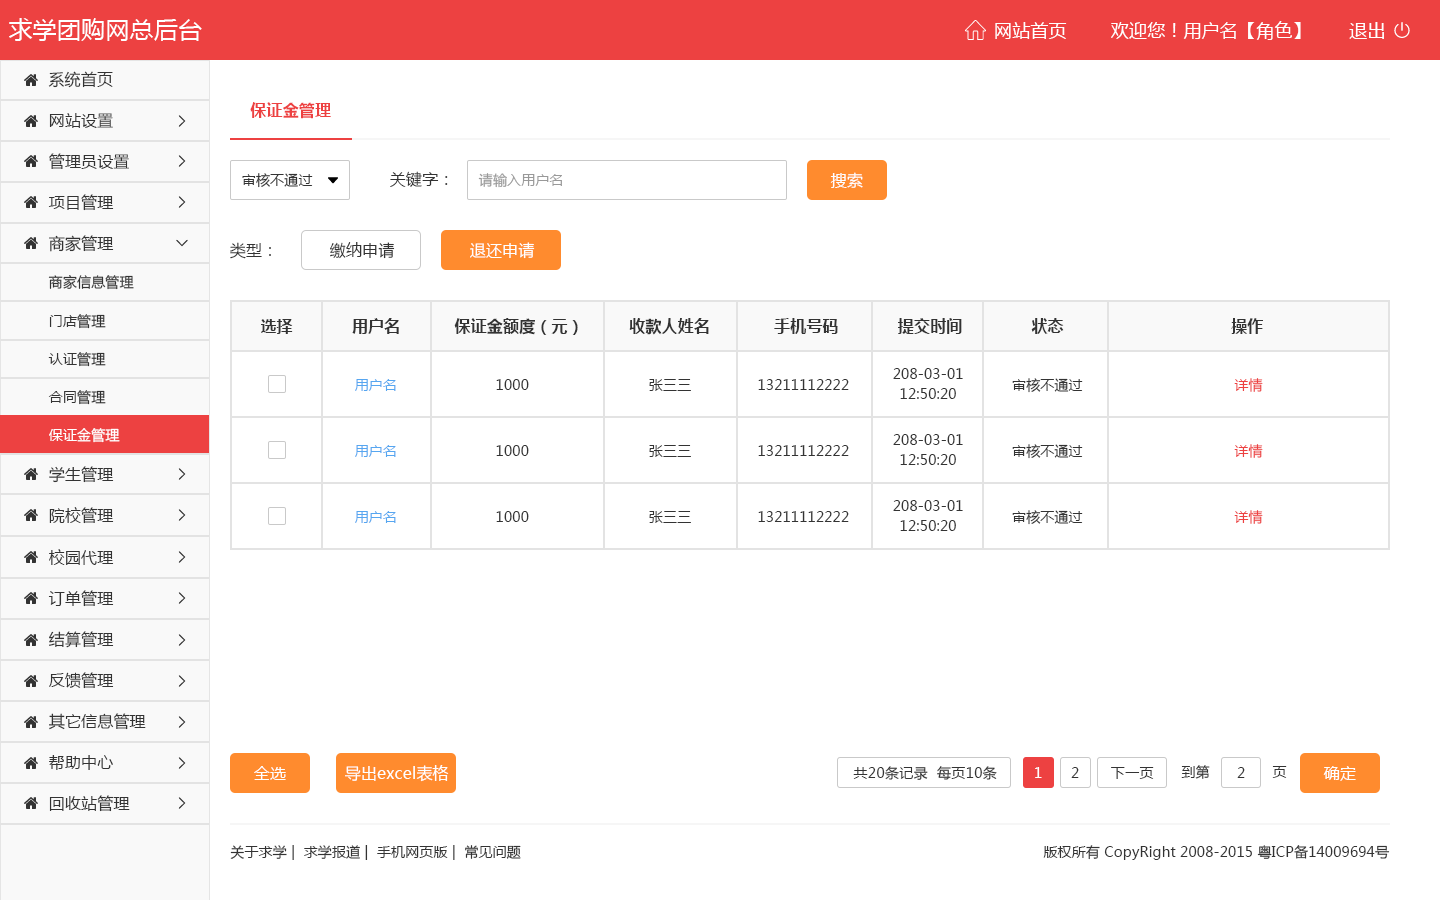 求学团购网总后台
网站首页 欢迎您！用户名【角色】 退出
系统首页
网站设置
管理员设置
项目管理
商家管理
商家信息管理
门店管理
认证管理
合同管理
保证金管理
学生管理
院校管理
校园代理
订单管理
结算管理
反馈管理
其它信息管理
帮助中心
回收站管理
保证金管理
审核不通过 关键字： 请输入用户名 搜索
类型： 缴纳申请 退还申请
选择 用户名 保证金额度（元） 收款人姓名 手机号码 提交时间 状态 操作
用户名 1000 张三三 13211112222 208-03-01 12:50:20 审核不通过 详情
用户名 1000 张三三 13211112222 208-03-01 12:50:20 审核不通过 详情
用户名 1000 张三三 13211112222 208-03-01 12:50:20 审核不通过 详情
全选 导出excel表格 共20条记录 每页10条 1 2 下一页 到第 2 页 确定
关于求学 | 求学报道 | 手机网页版 | 常见问题 版权所有 CopyRight 2008-2015 粤ICP备14009694号